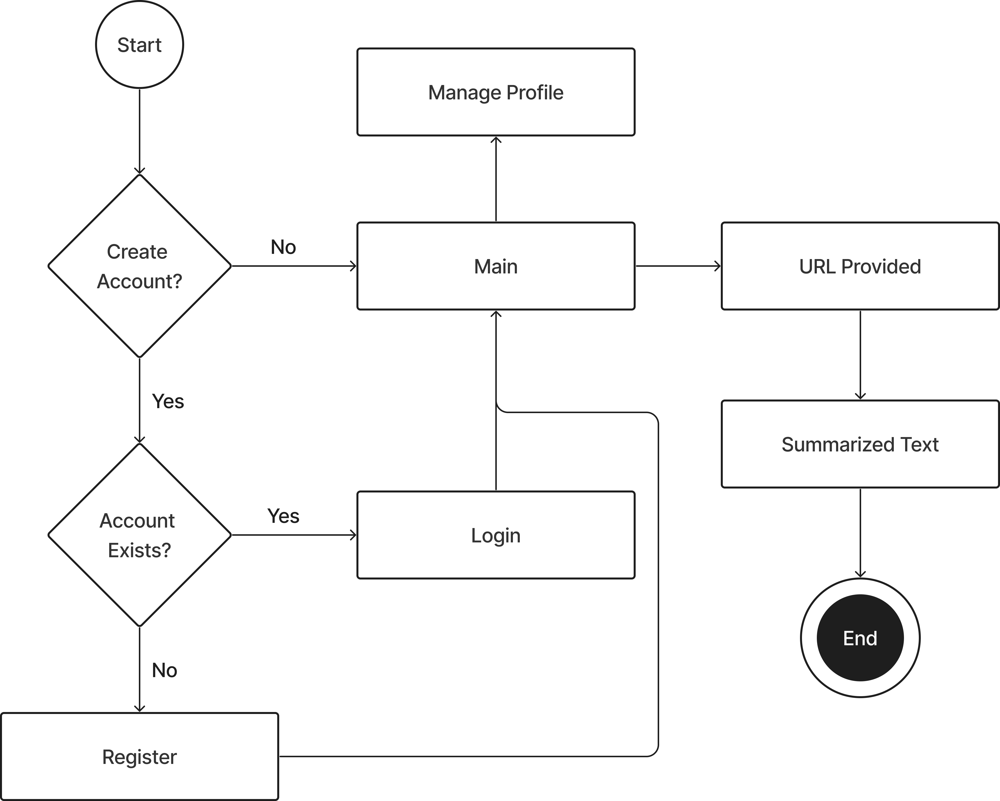 Start
Manage Profile
Create
Account?
No
Main
URL Provided
Yes
Summarized Text
Account
Exists?
Yes
Login
End
No
Register